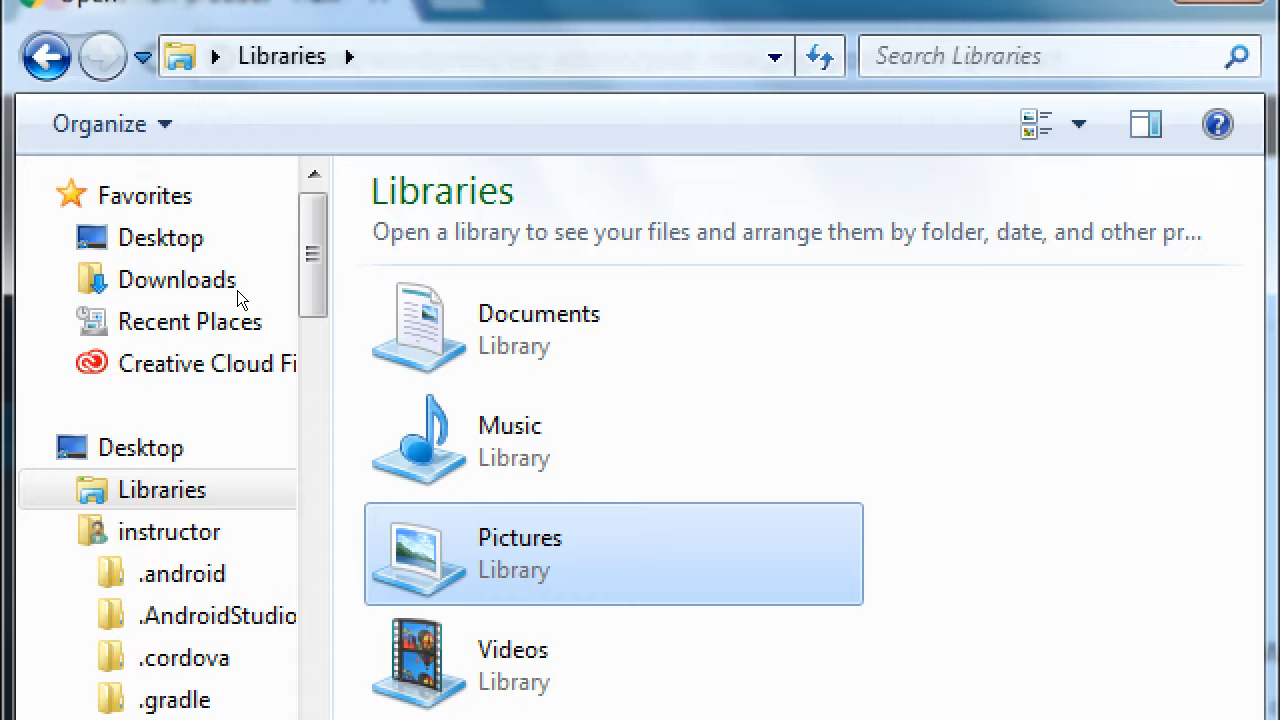 Libraries
Search Libraries
Organize
Favorites
Desktop
Downloads
Recent Places
Creative Cloud Fi
Desktop
Libraries
instructor
.android
.AndroidStudio
.cordova
.gradle
Libraries
Open a library to see your files and arrange them by folder, date, and other pr...
Documents
Library
Music
Library
Pictures
Library
Videos
Library